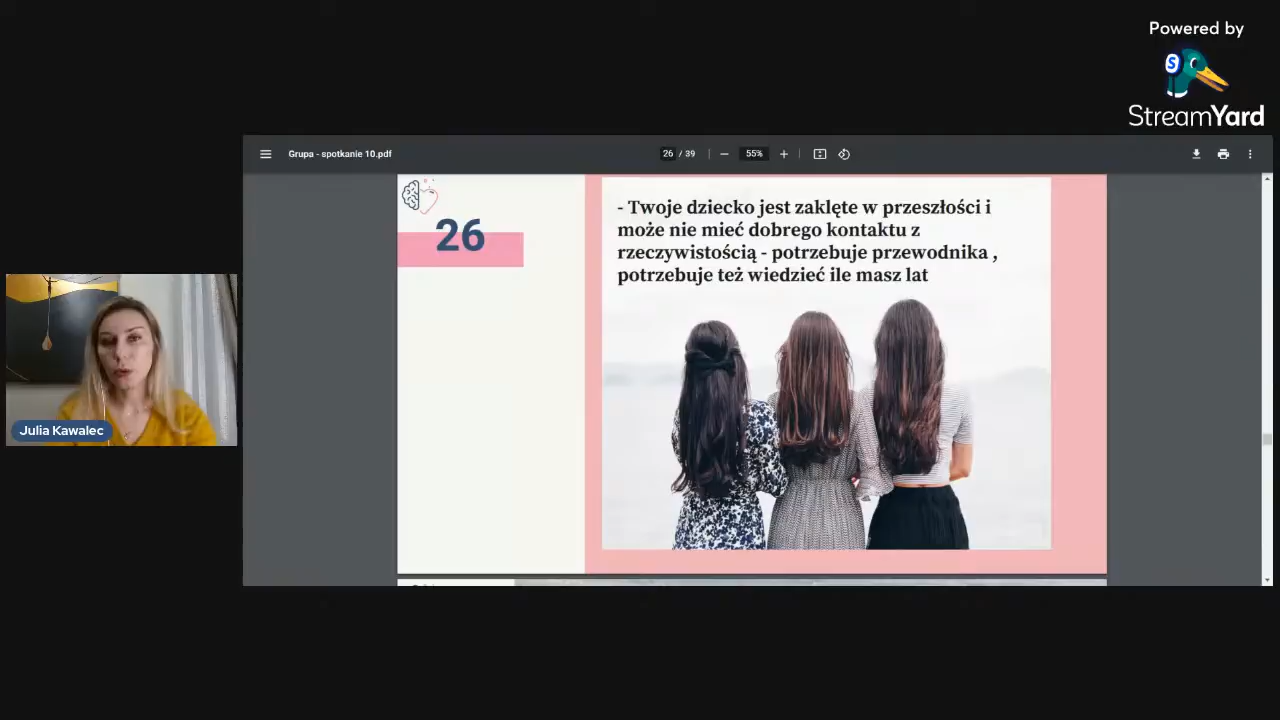 Powered by
StreamYard
Grupa - spotkanie 10.pdf
26 / 39
55%
26
- Twoje dziecko jest zaklęte w przeszłości i
może nie mieć dobrego kontaktu z
rzeczywistością - potrzebuje przewodnika ,
potrzebuje też wiedzieć ile masz lat
Julia Kawalec